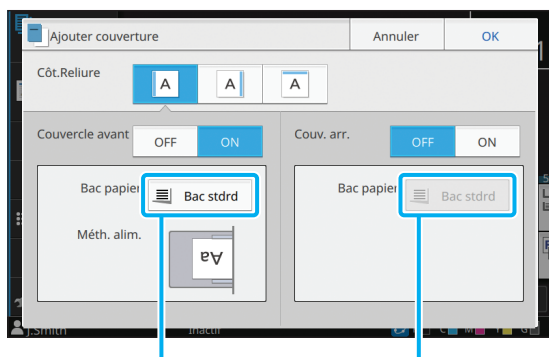 Ajouter couverture
Annuler
OK
Côt.Reliure
A
A
A
Couvercle avant
OFF
ON
Couv. arr.
OFF
ON
Bac papier
Bac stdrd
Bac papier
Bac stdrd
Méth. alim.
Aa
J.Smith
Inactif
C
M
Y
G